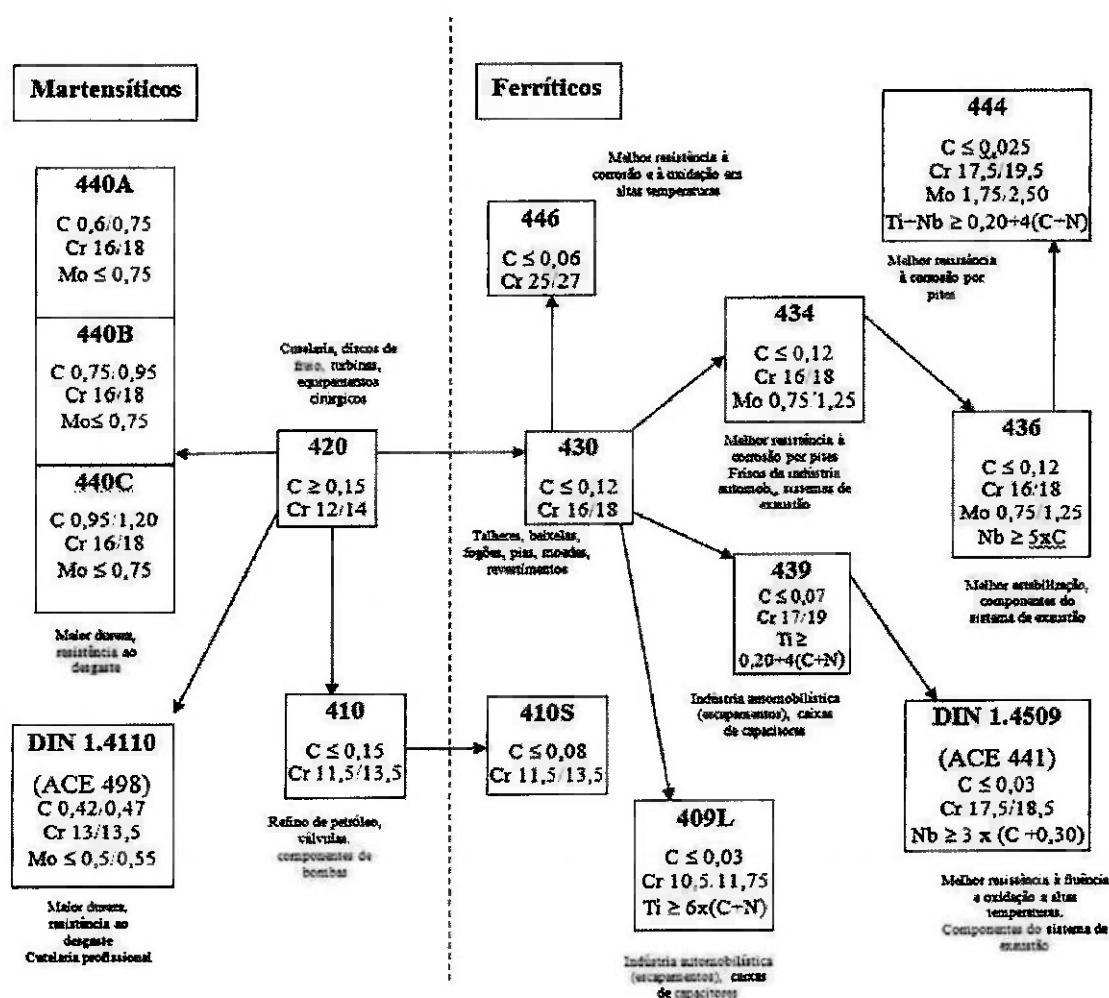 Martensíticos
Ferríticos
440A
C 0,6/0,75
Cr 16/18
Mo ≤ 0,75
440B
C 0,75/0,95
Cr 16/18
Mo≤ 0,75
440C
C 0,95/1,20
Cr 16/18
Mo ≤ 0,75
Maior dureza,
resistência ao
desgaste
DIN 1.4110
(ACE 498)
C 0,42/0,47
Cr 13/13,5
Mo ≤ 0,5/0,55
Maior dureza,
resistência ao
desgaste
Cutelaria profissional
Cutelaria, discos de
freio, turbinas,
equipamentos
cirurgicos
420
C ≥ 0,15
Cr 12/14
410
C ≤ 0,15
Cr 11,5/13,5
Refino de petróleo,
válvulas,
componentes de
bombas
Melhor resistência à
corrosão e à oxidação em
altas temperaturas
446
C ≤ 0,06
Cr 25/27
430
C ≤ 0,12
Cr 16/18
Talheres, baixelas,
fogões, pias, moedas,
revestimentos
410S
C ≤ 0,08
Cr 11,5/13,5
434
C ≤ 0,12
Cr 16/18
Mo 0,75/1,25
Melhor resistência à
corrosão por pites
Frisos da indústria
automob., sistemas de
exaustão
439
C ≤ 0,07
Cr 17/19
Ti ≥
0,20+4(C+N)
Indústria automobilística
(escapamentos), caixas
de capacitores
409L
C ≤ 0,03
Cr 10,5.11,75
Ti ≥ 6x(C+N)
Indústria automobilística
(escapamentos), caixas
de capacitores
444
C ≤ 0,025
Cr 17,5/19,5
Mo 1,75/2,50
Ti+Nb ≥ 0,20+4(C+N)
Melhor resistência
à corrosão por
pites
436
C ≤ 0,12
Cr 16/18
Mo 0,75/1,25
Nb ≥ 5xC
Melhor estabilização,
componentes do
sistema de exaustão
DIN 1.4509
(ACE 441)
C ≤ 0,03
Cr 17,5/18,5
Nb ≥ 3 x (C +0,30)
Melhor resistência à fluência
e oxidação a altas
temperaturas.
Componentes do sistema de
exaustão